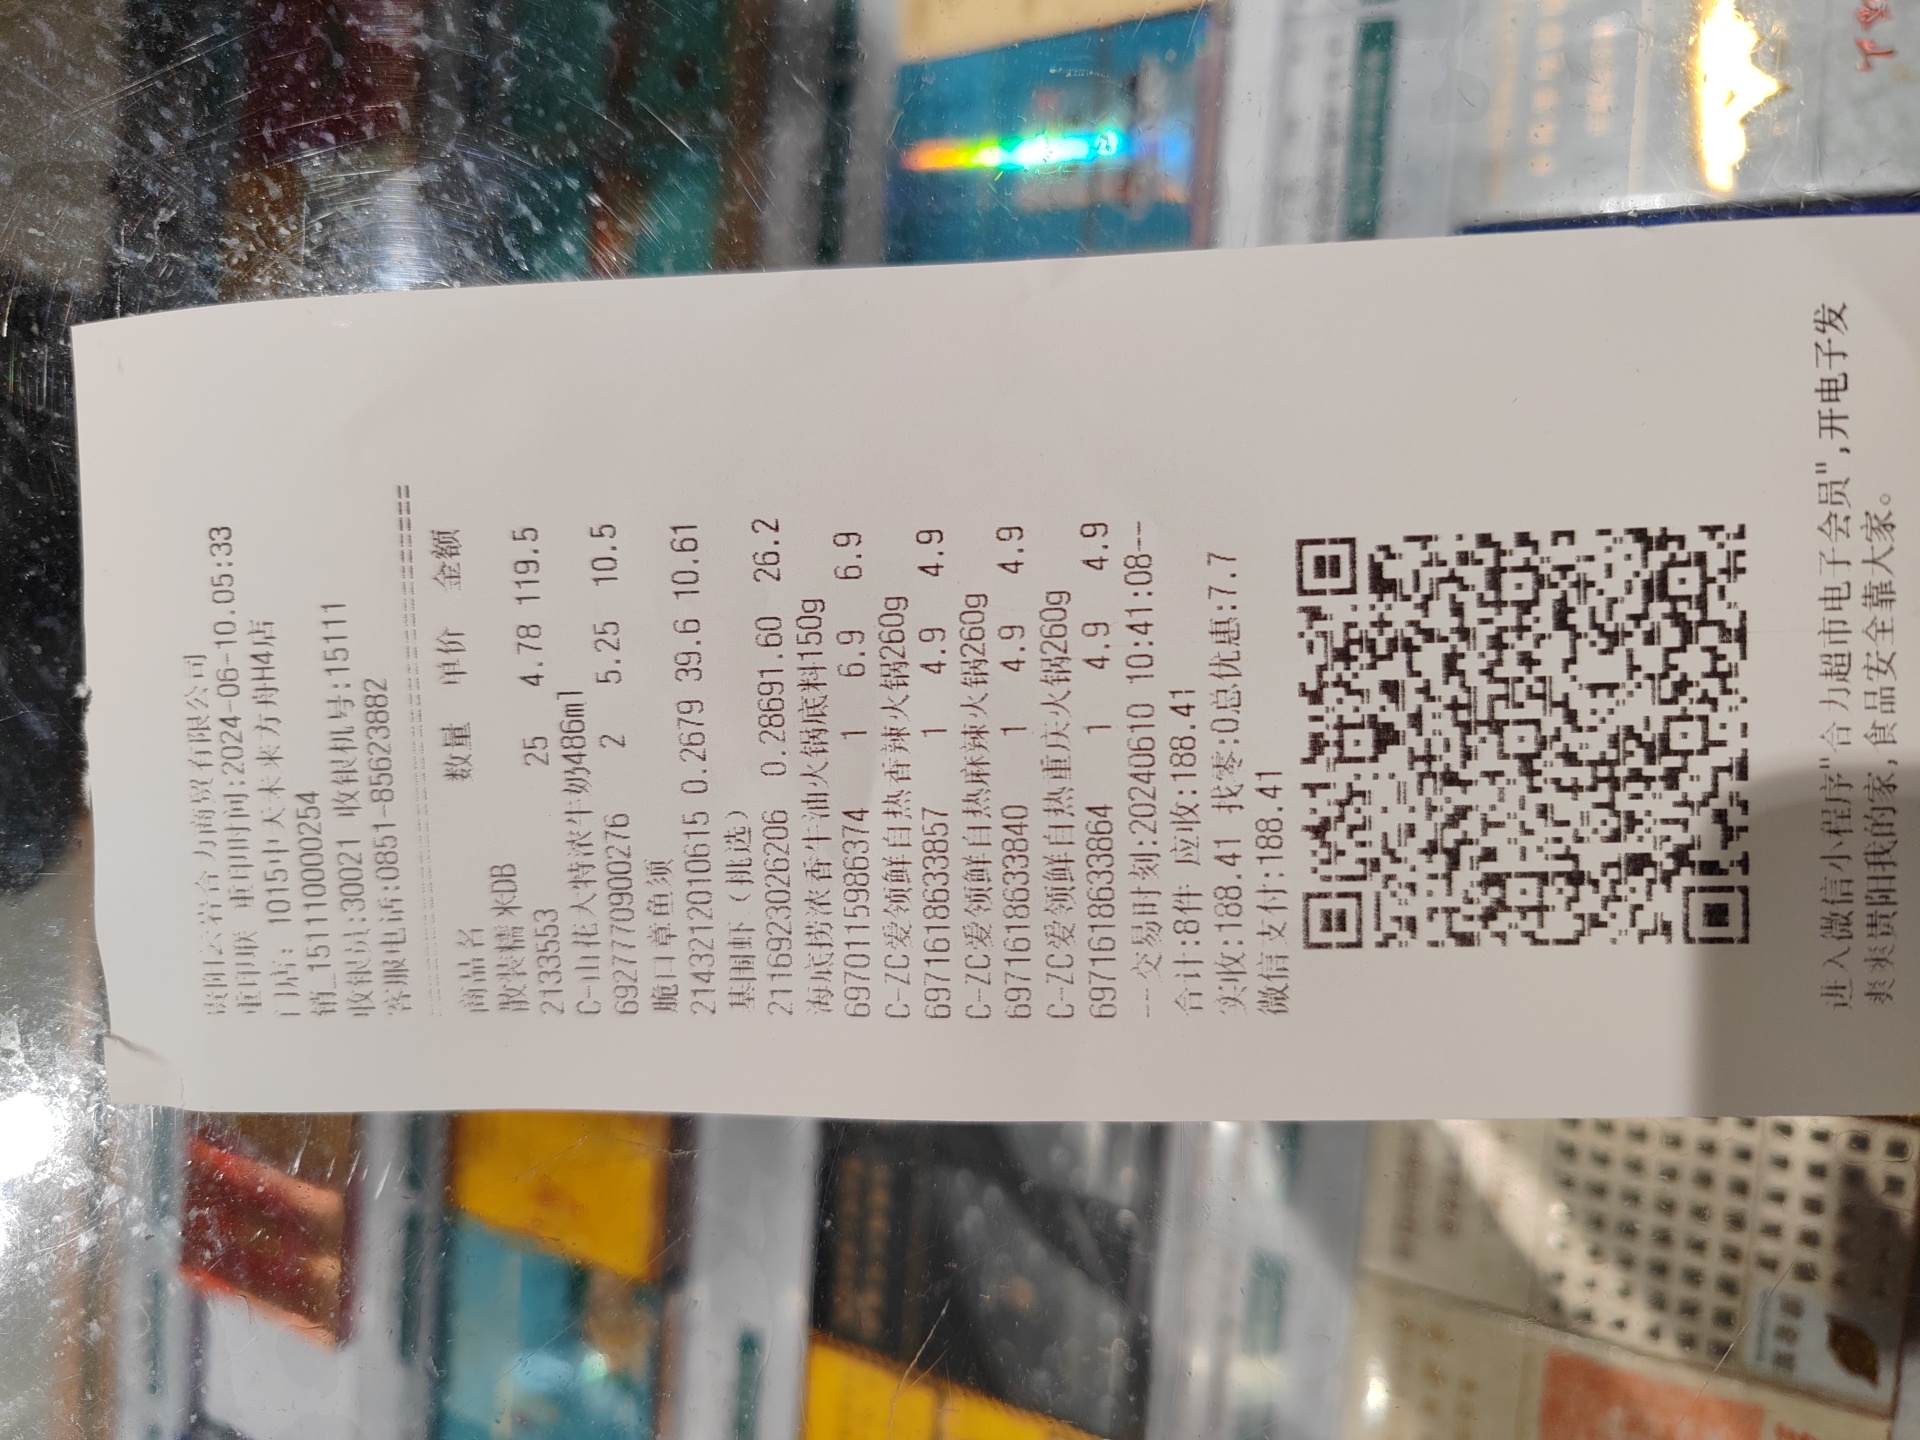 贵阳云岩合力商贸有限公司
重印联 重印时间:2024-06-10.05:33
门店: 1015中天未来方舟H4店
销_151110000254
收银员:30021 收银机号:15111
客服电话:0851-85623882
商品名 数量 单价 金额
散装糯米DB
2133553 25 4.78 119.5
C-山花大特浓牛奶486ml
6927770900276 2 5.25 10.5
脆口章鱼须
2143212010615 0.2679 39.6 10.61
基围虾(挑选)
2116923026206 0.28691.60 26.2
海底捞浓香牛油火锅底料150g
6970115986374 1 6.9 6.9
C-ZC爱领鲜自热香辣火锅260g
6971618633857 1 4.9 4.9
C-ZC爱领鲜自热麻辣火锅260g
6971618633840 1 4.9 4.9
C-ZC爱领鲜自热重庆火锅260g
6971618633864 1 4.9 4.9
---交易时刻:20240610 10:41:08---
合计:8件 应收:188.41
实收:188.41 找零:0总优惠:7.7
微信支付:188.41
进入微信小程序"合力超市电子会员",开电子发
爽爽贵阳我的家,食品安全靠大家。